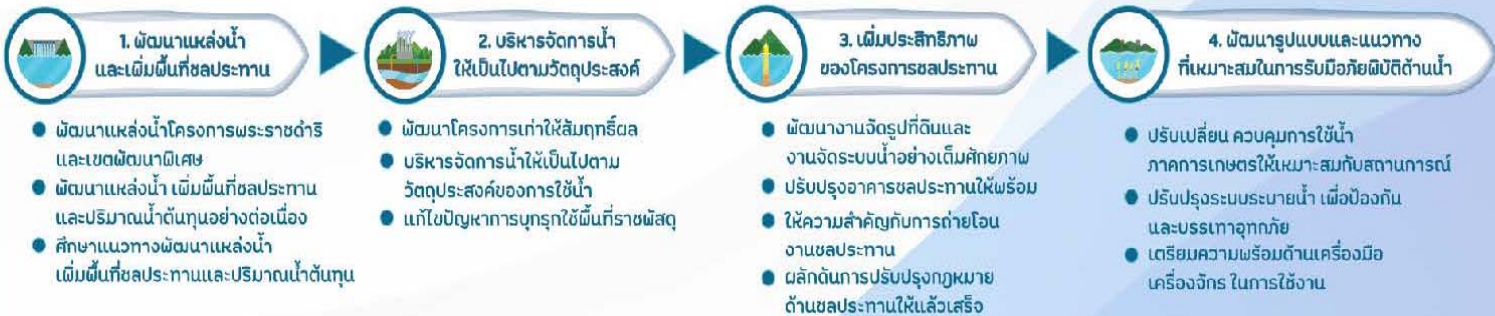 1. พัฒนาแหล่งน้ำ
และเพิ่มพื้นที่ชลประทาน
● พัฒนาแหล่งน้ำโครงการพระราชดำริ
และเขตพัฒนาพิเศษ
● พัฒนาแหล่งน้ำ เพิ่มพื้นที่ชลประทาน
และปริมาณน้ำต้นทุนอย่างต่อเนื่อง
● ศึกษาแนวทางพัฒนาแหล่งน้ำ
เพิ่มพื้นที่ชลประทานและปริมาณน้ำต้นทุน
2. บริหารจัดการน้ำ
ให้เป็นไปตามวัตถุประสงค์
● พัฒนาโครงการเก่าให้สัมฤทธิ์ผล
● บริหารจัดการน้ำให้เป็นไปตาม
วัตถุประสงค์ของการใช้น้ำ
● แก้ไขปัญหาการบุกรุกใช้พื้นที่ราชพัสดุ
3. เพิ่มประสิทธิภาพ
ของโครงการชลประทาน
● พัฒนางานจัดรูปที่ดินและ
งานจัดระบบน้ำอย่างเต็มศักยภาพ
● ปรับปรุงอาคารชลประทานให้พร้อม
● ให้ความสำคัญกับการถ่ายโอน
งานชลประทาน
● ผลักดันการปรับปรุงกฎหมาย
ด้านชลประทานให้แล้วเสร็จ
4. พัฒนารูปแบบและแนวทาง
ที่เหมาะสมในการรับมือภัยพิบัติด้านน้ำ
● ปรับเปลี่ยน ควบคุมการใช้น้ำ
ภาคการเกษตรให้เหมาะสมกับสถานการณ์
● ปรับปรุงระบบระบายน้ำ เพื่อป้องกัน
และบรรเทาอุทกภัย
● เตรียมความพร้อมด้านเครื่องมือ
เครื่องจักร ในการใช้งาน